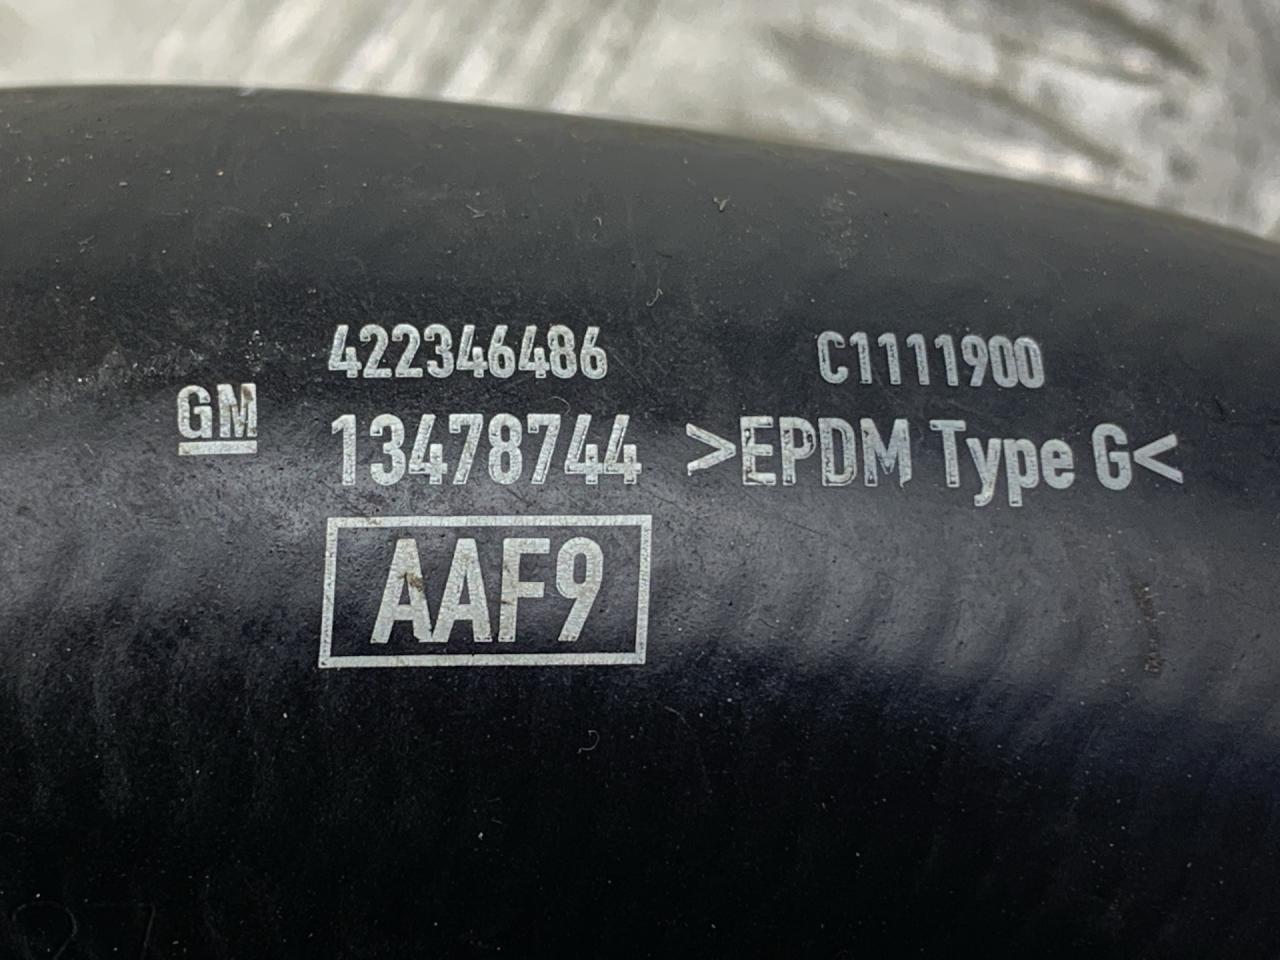 422346486 C1111900
GM 13478744 >EPDM Type G<
AAF9